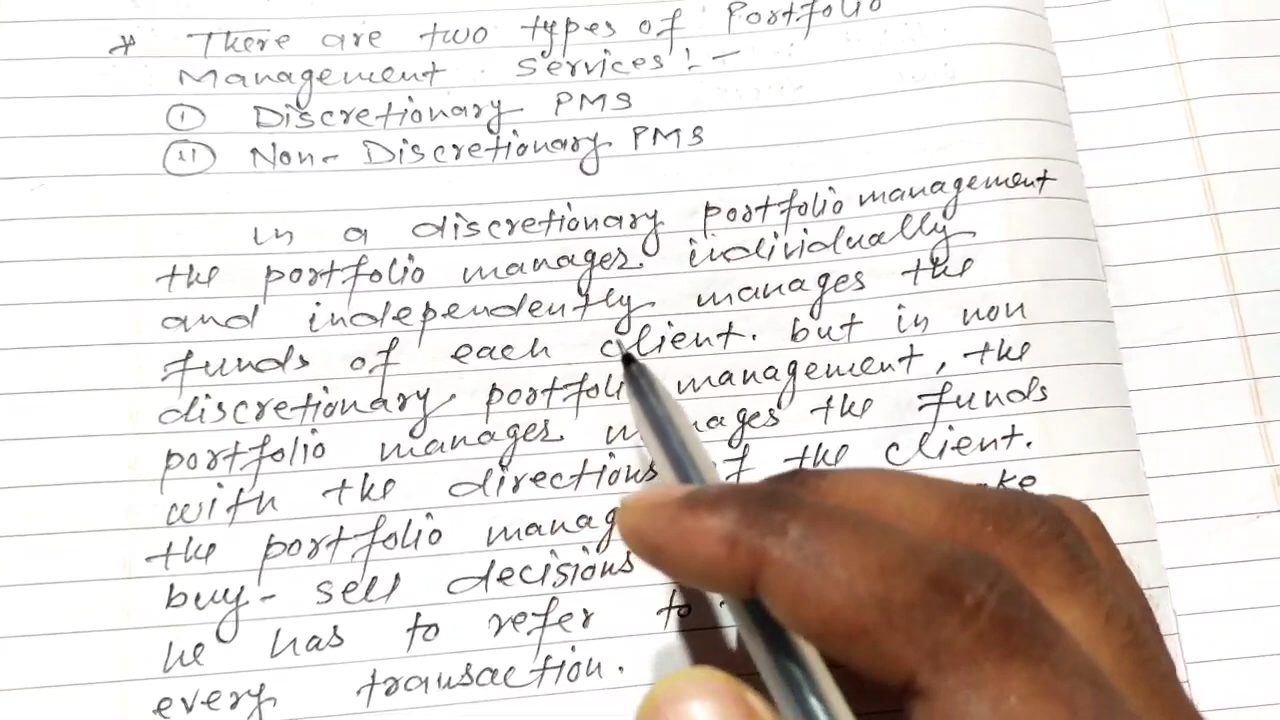 * There are two types of Portfolio
Management Services:-
(i) Discretionary PMS
(ii) Non-Discretionary PMS
in a discretionary portfolio management
the portfolio manager individually
and independently manages the
funds of each client. but in non
discretionary portfolio management, the
portfolio manager manages the funds
with the directions of the client.
the portfolio
buy-sell decisions
he has to refer to
every transaction.